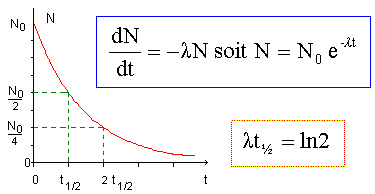 N₀ N
dN/dt = −λN soit N = N₀ e^-λt
N₀/2
N₀/4
λt½ = ln2
0 t₁/₂ 2 t₁/₂ t